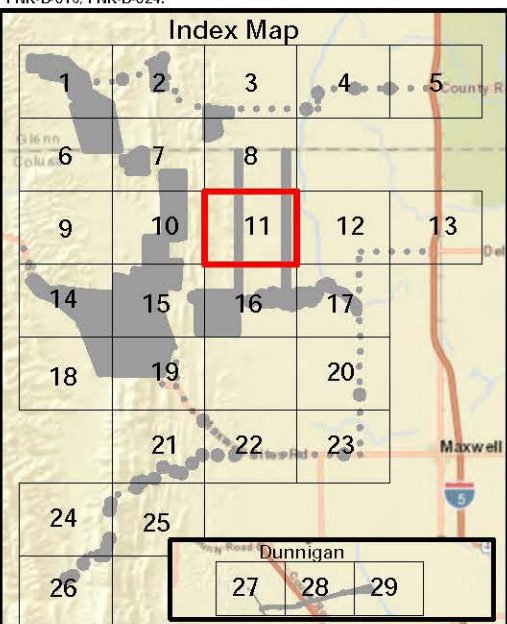 Index Map
1 2 3 4 5
County R
Glenn
Colusa
6 7 8
9 10 11 12 13
Del
14 15 16 17
18 19 20
21 22 23
Maxwell
5
24 25
Dunnigan
26 27 28 29